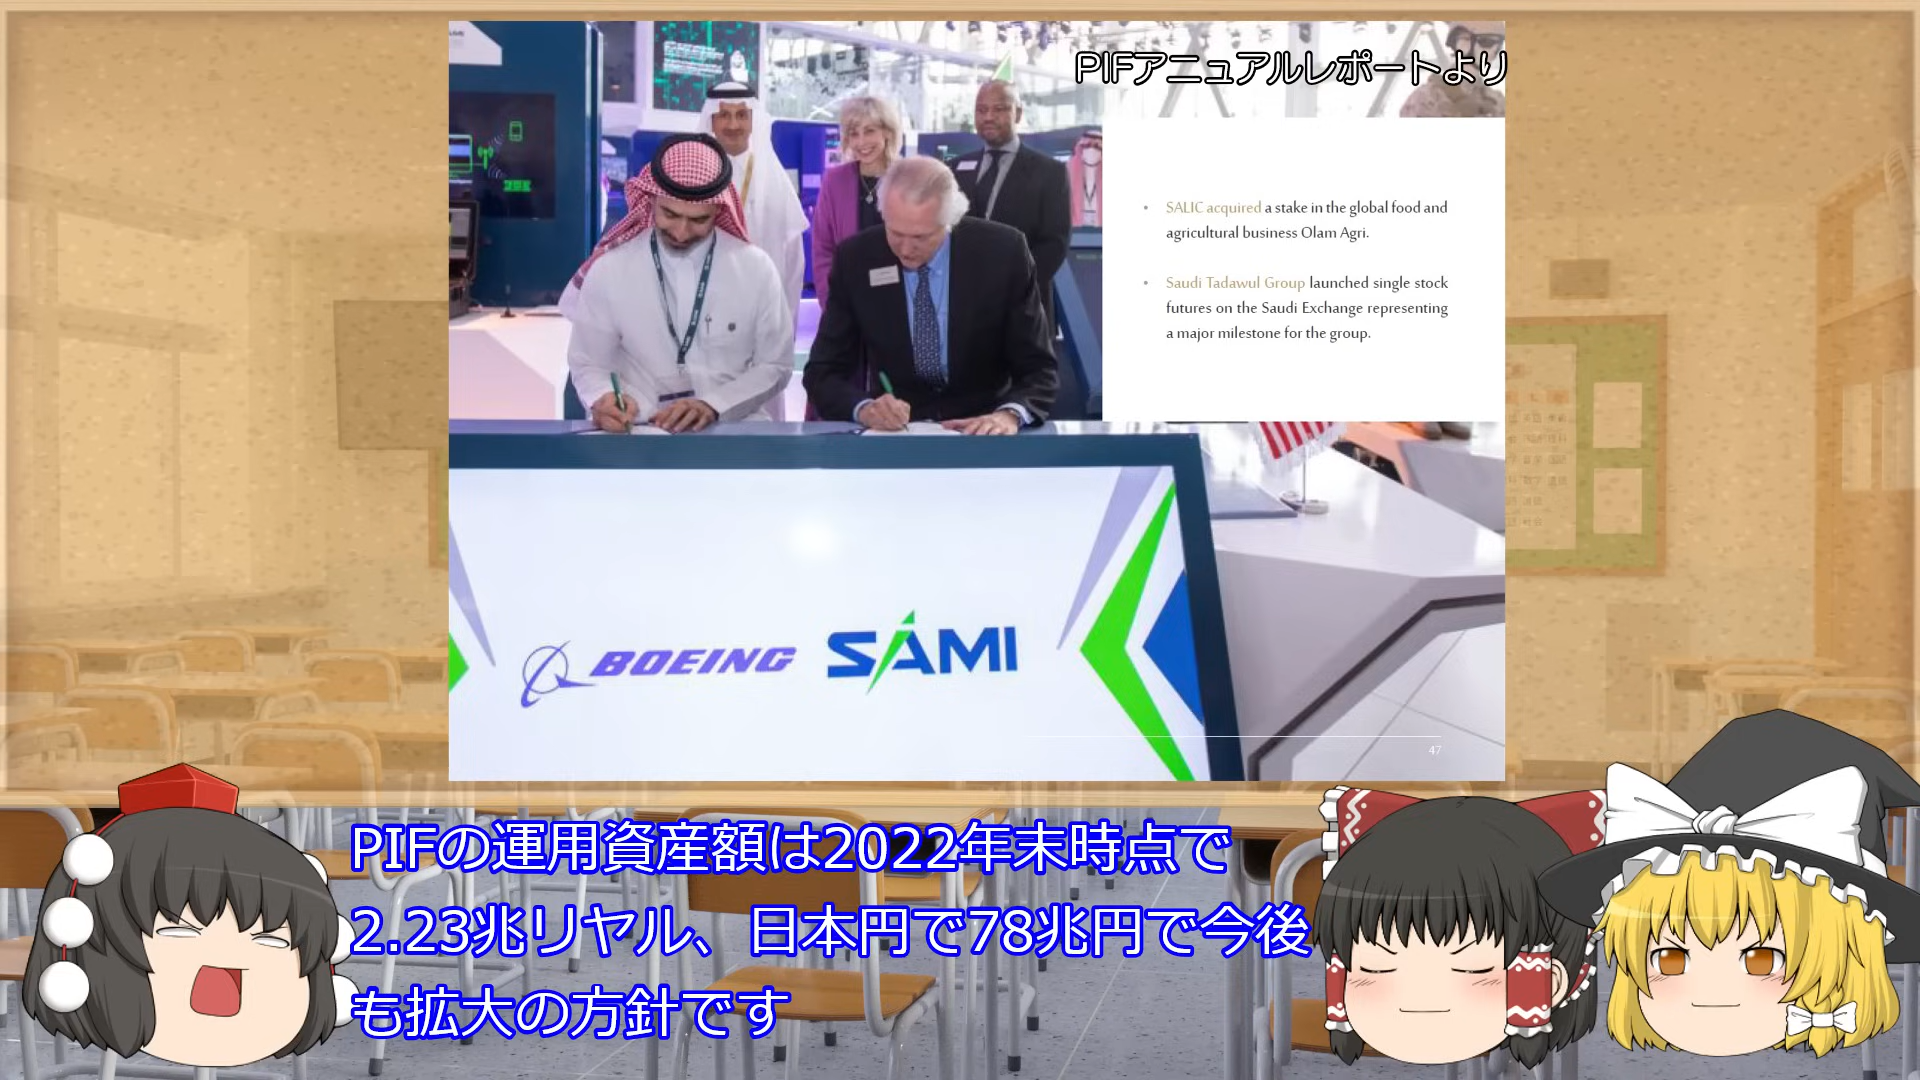 PIFアニュアルレポートより
• SALIC acquired a stake in the global food and
agricultural business Olam Agri.
• Saudi Tadawul Group launched single stock
futures on the Saudi Exchange representing
a major milestone for the group.
BOEING SAMI
47
PIFの運用資産額は2022年末時点で
2.23兆リヤル、日本円で78兆円で今後
も拡大の方針です